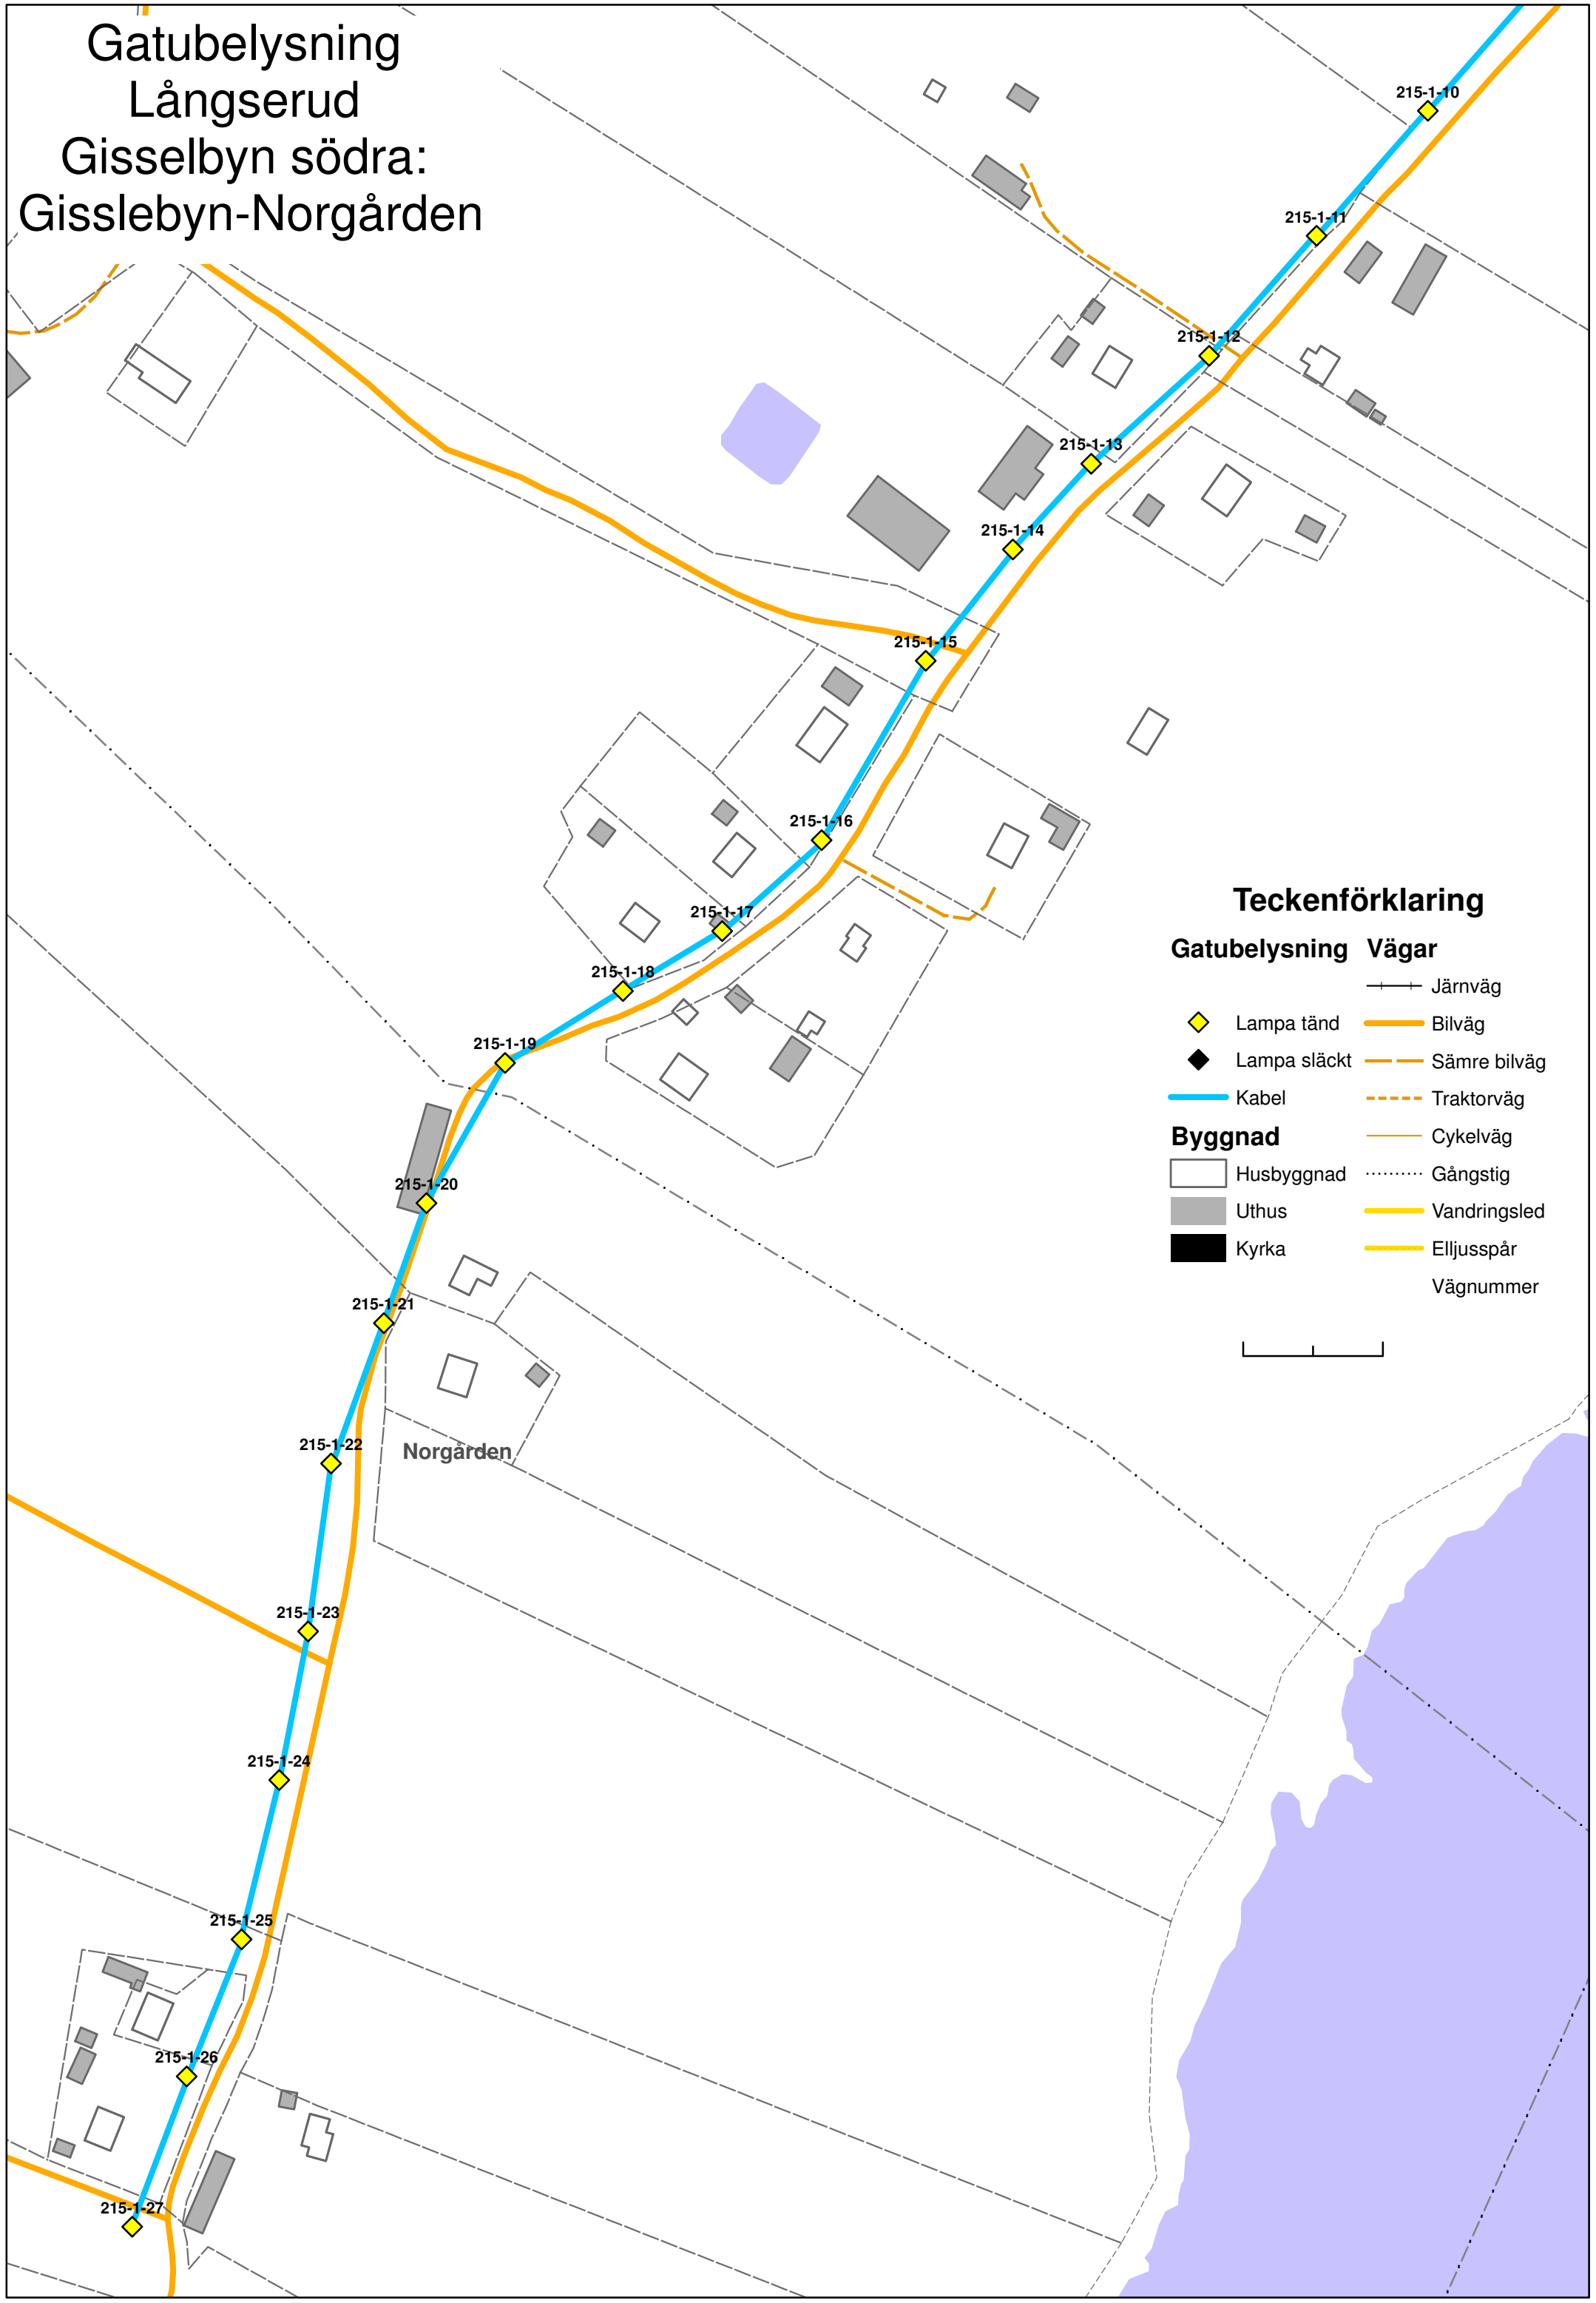 Gatubelysning
Långserud
Gisselbyn södra:
Gisslebyn-Norgården
215-1-10
215-1-11
215-1-12
215-1-13
215-1-14
215-1-15
215-1-16
215-1-17
215-1-18
215-1-19
215-1-20
215-1-21
215-1-22
Norgården
215-1-23
215-1-24
215-1-25
215-1-26
215-1-27
Teckenförklaring
Gatubelysning
Lampa tänd
Lampa släckt
Kabel
Byggnad
Husbyggnad
Uthus
Kyrka
Vägar
Järnväg
Bilväg
Sämre bilväg
Traktorväg
Cykelväg
Gångstig
Vandringsled
Elljusspår
Vägnummer